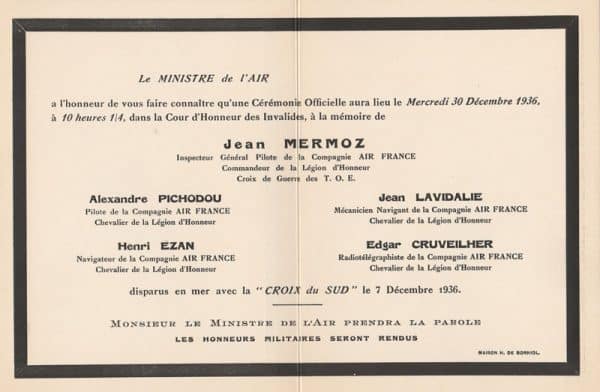 Le MINISTRE de l'AIR
a l'honneur de vous faire connaître qu'une Cérémonie Officielle aura lieu le Mercredi 30 Décembre 1936,
à 10 heures 1/4, dans la Cour d'Honneur des Invalides, à la mémoire de
Jean MERMOZ
Inspecteur Général Pilote de la Compagnie AIR FRANCE
Commandeur de la Légion d'Honneur
Croix de Guerre des T. O. E.
Alexandre PICHODOU
Pilote de la Compagnie AIR FRANCE
Chevalier de la Légion d'Honneur
Jean LAVIDALIE
Mécanicien Navigant de la Compagnie AIR FRANCE
Chevalier de la Légion d'Honneur
Henri EZAN
Navigateur de la Compagnie AIR FRANCE
Chevalier de la Légion d'Honneur
Edgar CRUVEILHER
Radiotélégraphiste de la Compagnie AIR FRANCE
Chevalier de la Légion d'Honneur
disparus en mer avec la "CROIX du SUD" le 7 Décembre 1936.
MONSIEUR LE MINISTRE DE L'AIR PRENDRA LA PAROLE
LES HONNEURS MILITAIRES SERONT RENDUS
MAISON H. DE BORNIOL.